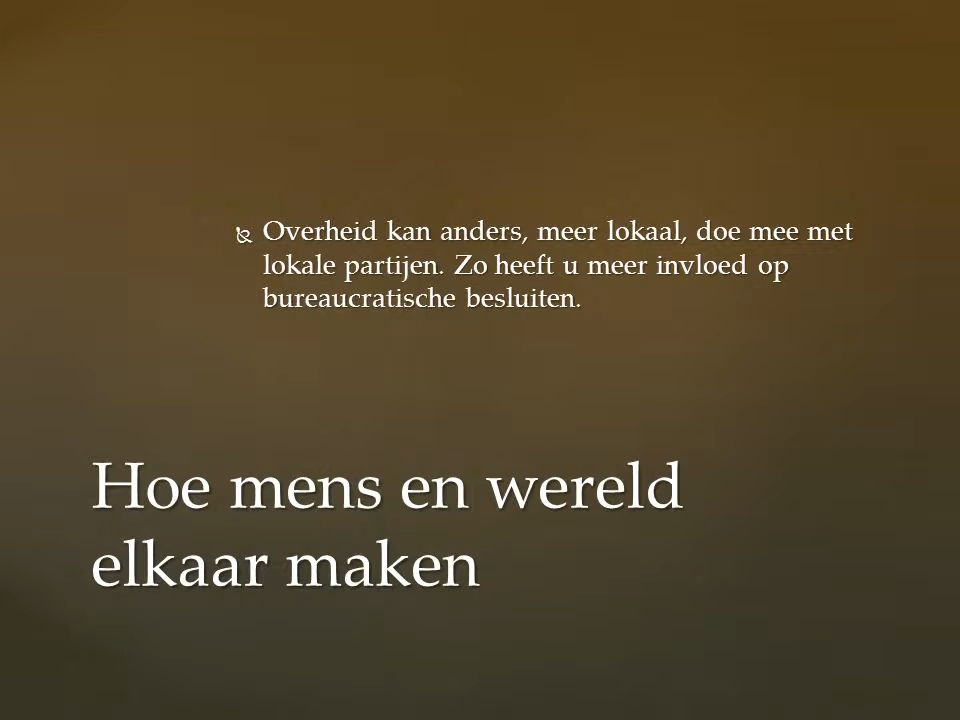 Overheid kan anders, meer lokaal, doe mee met
lokale partijen. Zo heeft u meer invloed op
bureaucratische besluiten.
Hoe mens en wereld
elkaar maken